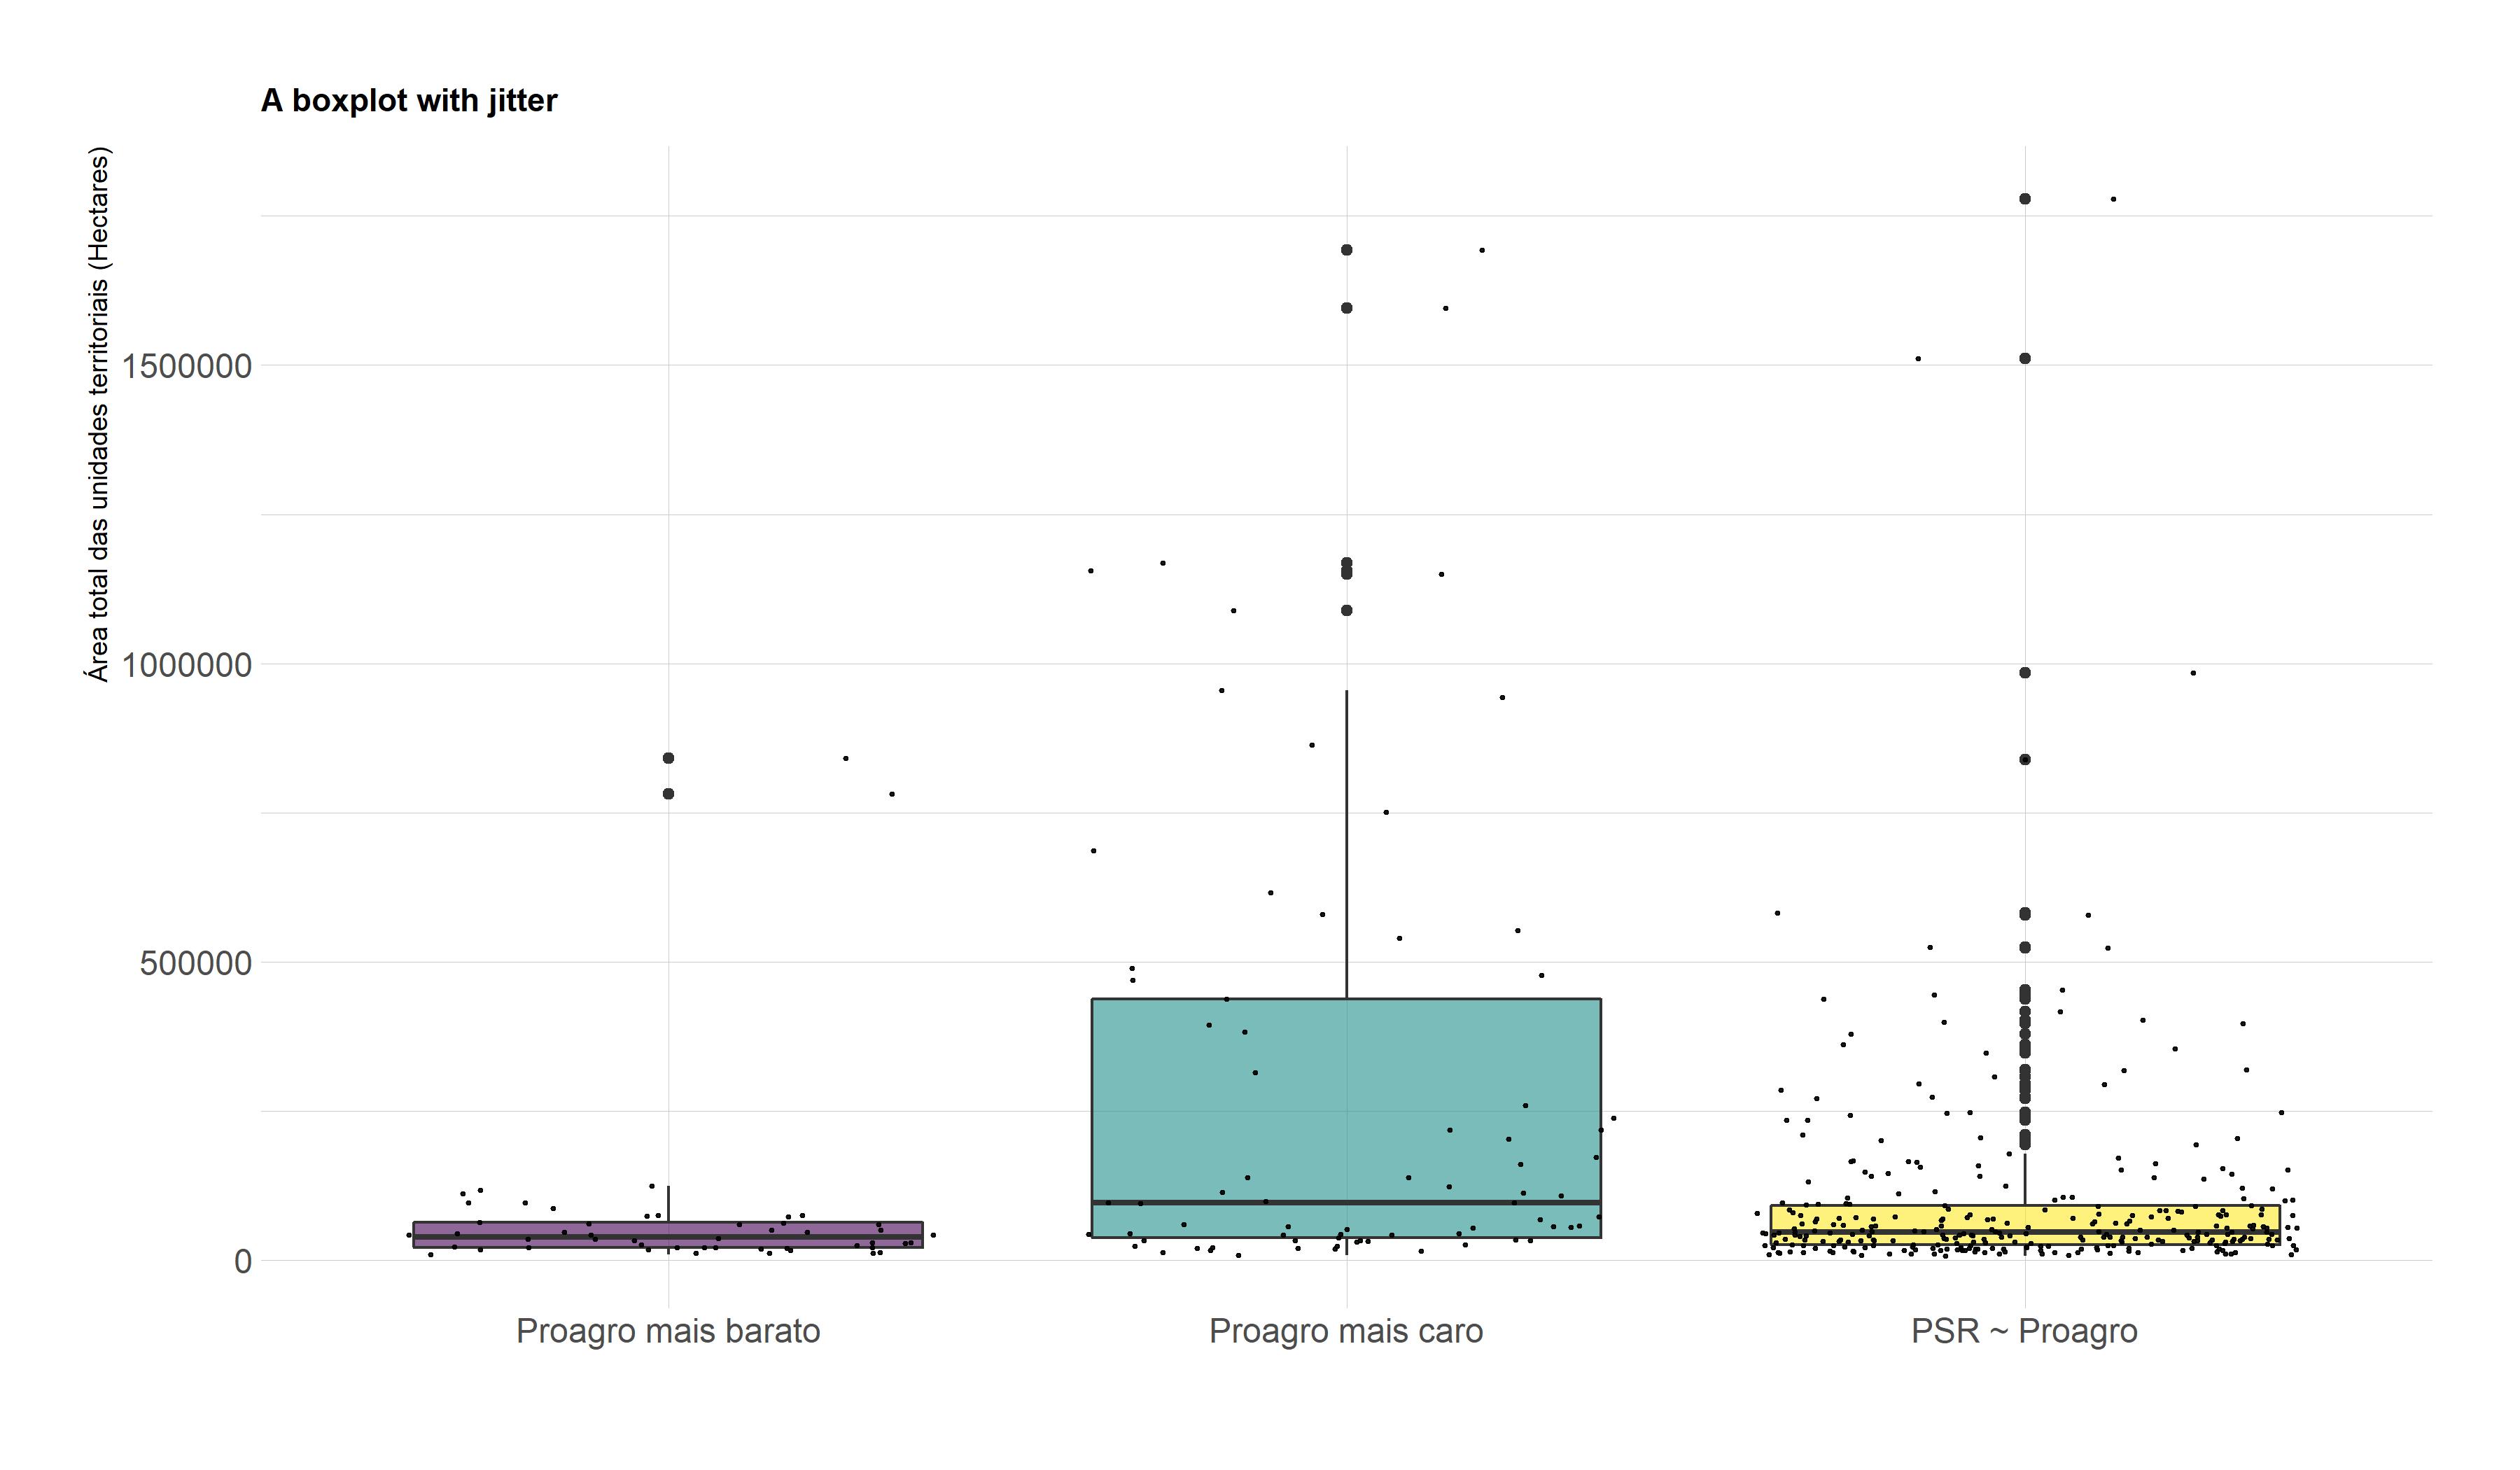 A boxplot with jitter
Área total das unidades territoriais (Hectares)
1500000
1000000
500000
0
Proagro mais barato
Proagro mais caro
PSR ~ Proagro